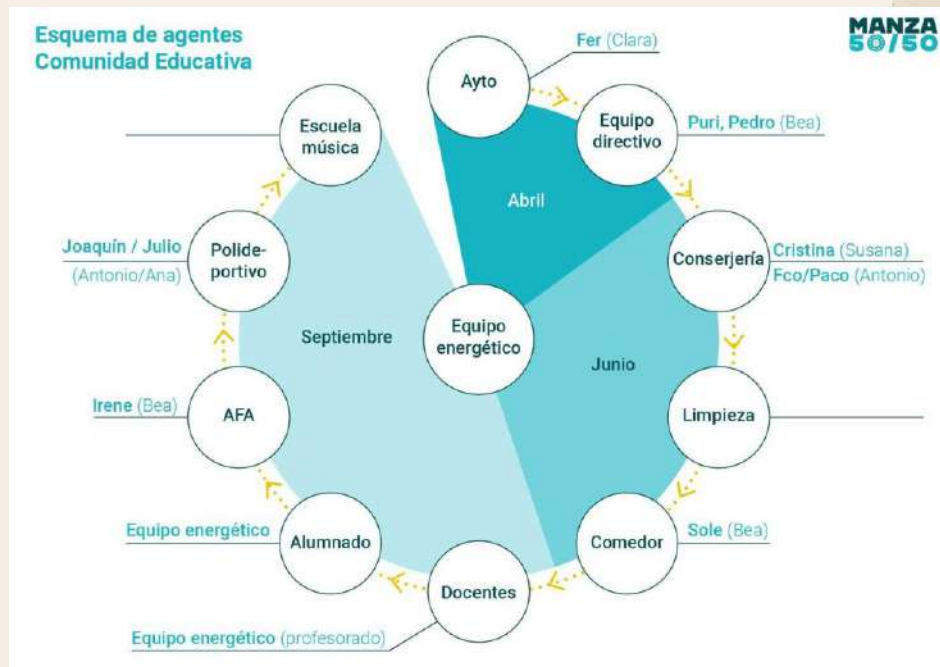 Esquema de agentes
Comunidad Educativa
MANZA
50/50
Ayto
Fer (Clara)
Equipo
directivo
Puri, Pedro (Bea)
Abril
Conserjería
Cristina (Susana)
Fco/Paco (Antonio)
Junio
Limpieza
Comedor
Sole (Bea)
Docentes
Equipo energético (profesorado)
Alumnado
Equipo energético
AFA
Irene (Bea)
Septiembre
Polide-
portivo
Joaquín / Julio
(Antonio/Ana)
Escuela
música
Equipo
energético